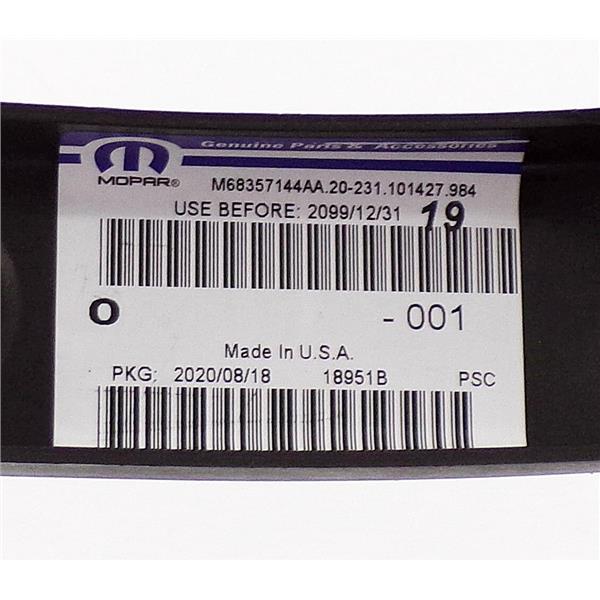 Genuine Parts & Accessories
MOPAR®
M68357144AA.20-231.101427.984
USE BEFORE: 2099/12/31 19
O - 001
Made In U.S.A.
PKG: 2020/08/18 18951B PSC